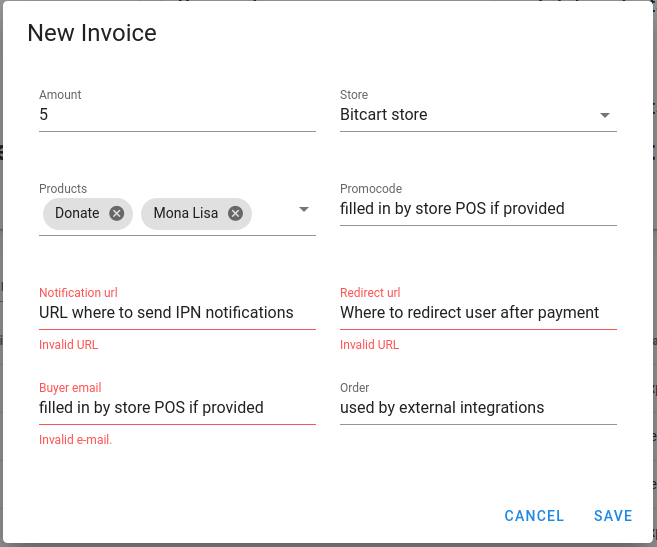 New Invoice
Amount
5
Store
Bitcart store
Products
Donate
Mona Lisa
Promocode
filled in by store POS if provided
Notification url
URL where to send IPN notifications
Invalid URL
Redirect url
Where to redirect user after payment
Invalid URL
Buyer email
filled in by store POS if provided
Invalid e-mail.
Order
used by external integrations
CANCEL
SAVE